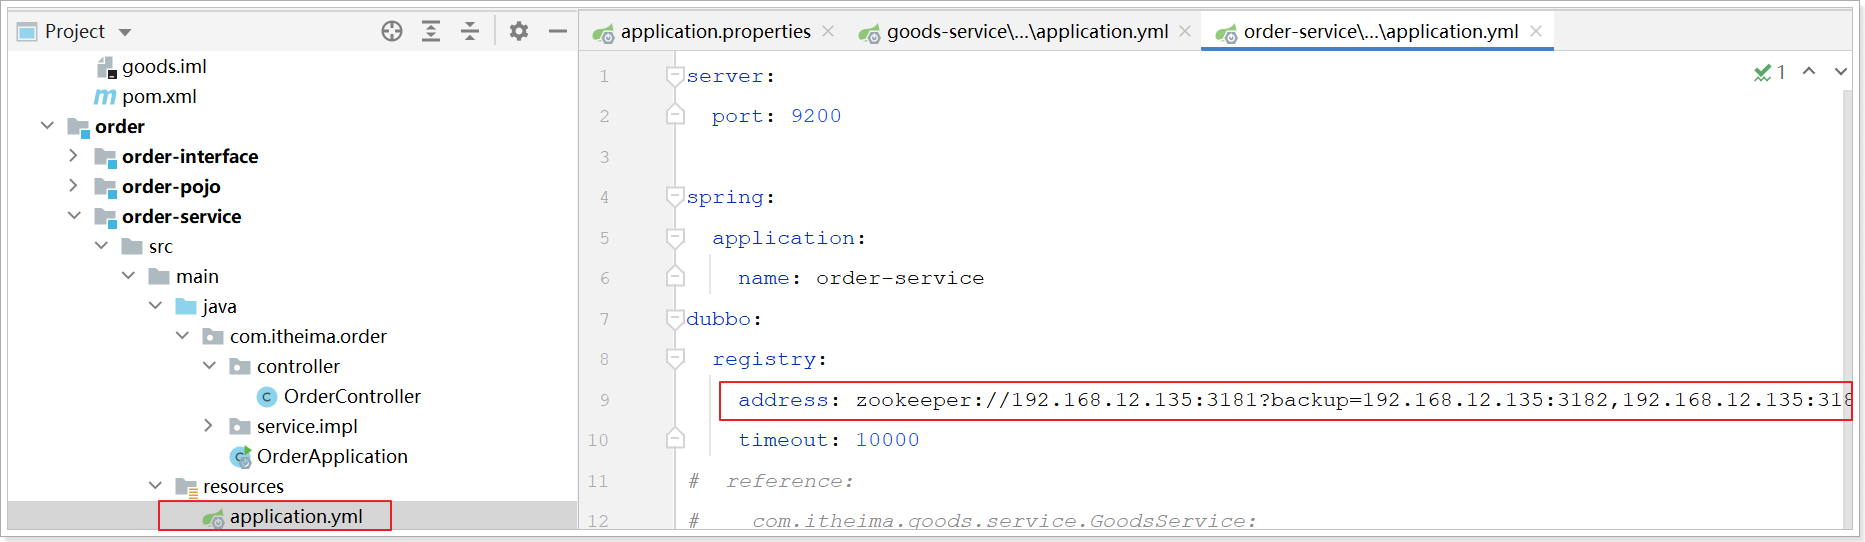 Project
goods.iml
pom.xml
order
order-interface
order-pojo
order-service
src
main
java
com.itheima.order
controller
OrderController
service.impl
OrderApplication
resources
application.yml
application.properties
goods-service\...\application.yml
order-service\...\application.yml
1
1 server:
2 port: 9200
3
4 spring:
5 application:
6 name: order-service
7 dubbo:
8 registry:
9 address: zookeeper://192.168.12.135:3181?backup=192.168.12.135:3182,192.168.12.135:318
10 timeout: 10000
11 # reference:
12 # com.itheima.goods.service.GoodsService: